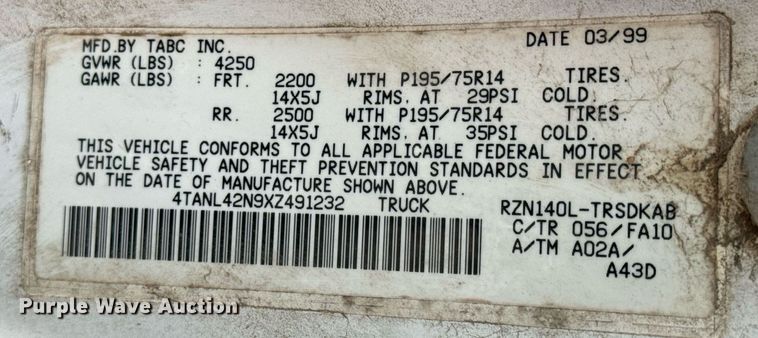 MFD.BY TABC INC. DATE 03/99
GVWR (LBS) : 4250
GAWR (LBS) : FRT. 2200 WITH P195/75R14 TIRES.
14X5J RIMS. AT 29PSI COLD.
RR. 2500 WITH P195/75R14 TIRES.
14X5J RIMS. AT 35PSI COLD.
THIS VEHICLE CONFORMS TO ALL APPLICABLE FEDERAL MOTOR
VEHICLE SAFETY AND THEFT PREVENTION STANDARDS IN EFFECT
ON THE DATE OF MANUFACTURE SHOWN ABOVE.
4TANL42N9XZ491232 TRUCK RZN140L-TRSDKAB
C/TR 056/FA10
A/TM A02A/
A43D
Purple Wave Auction